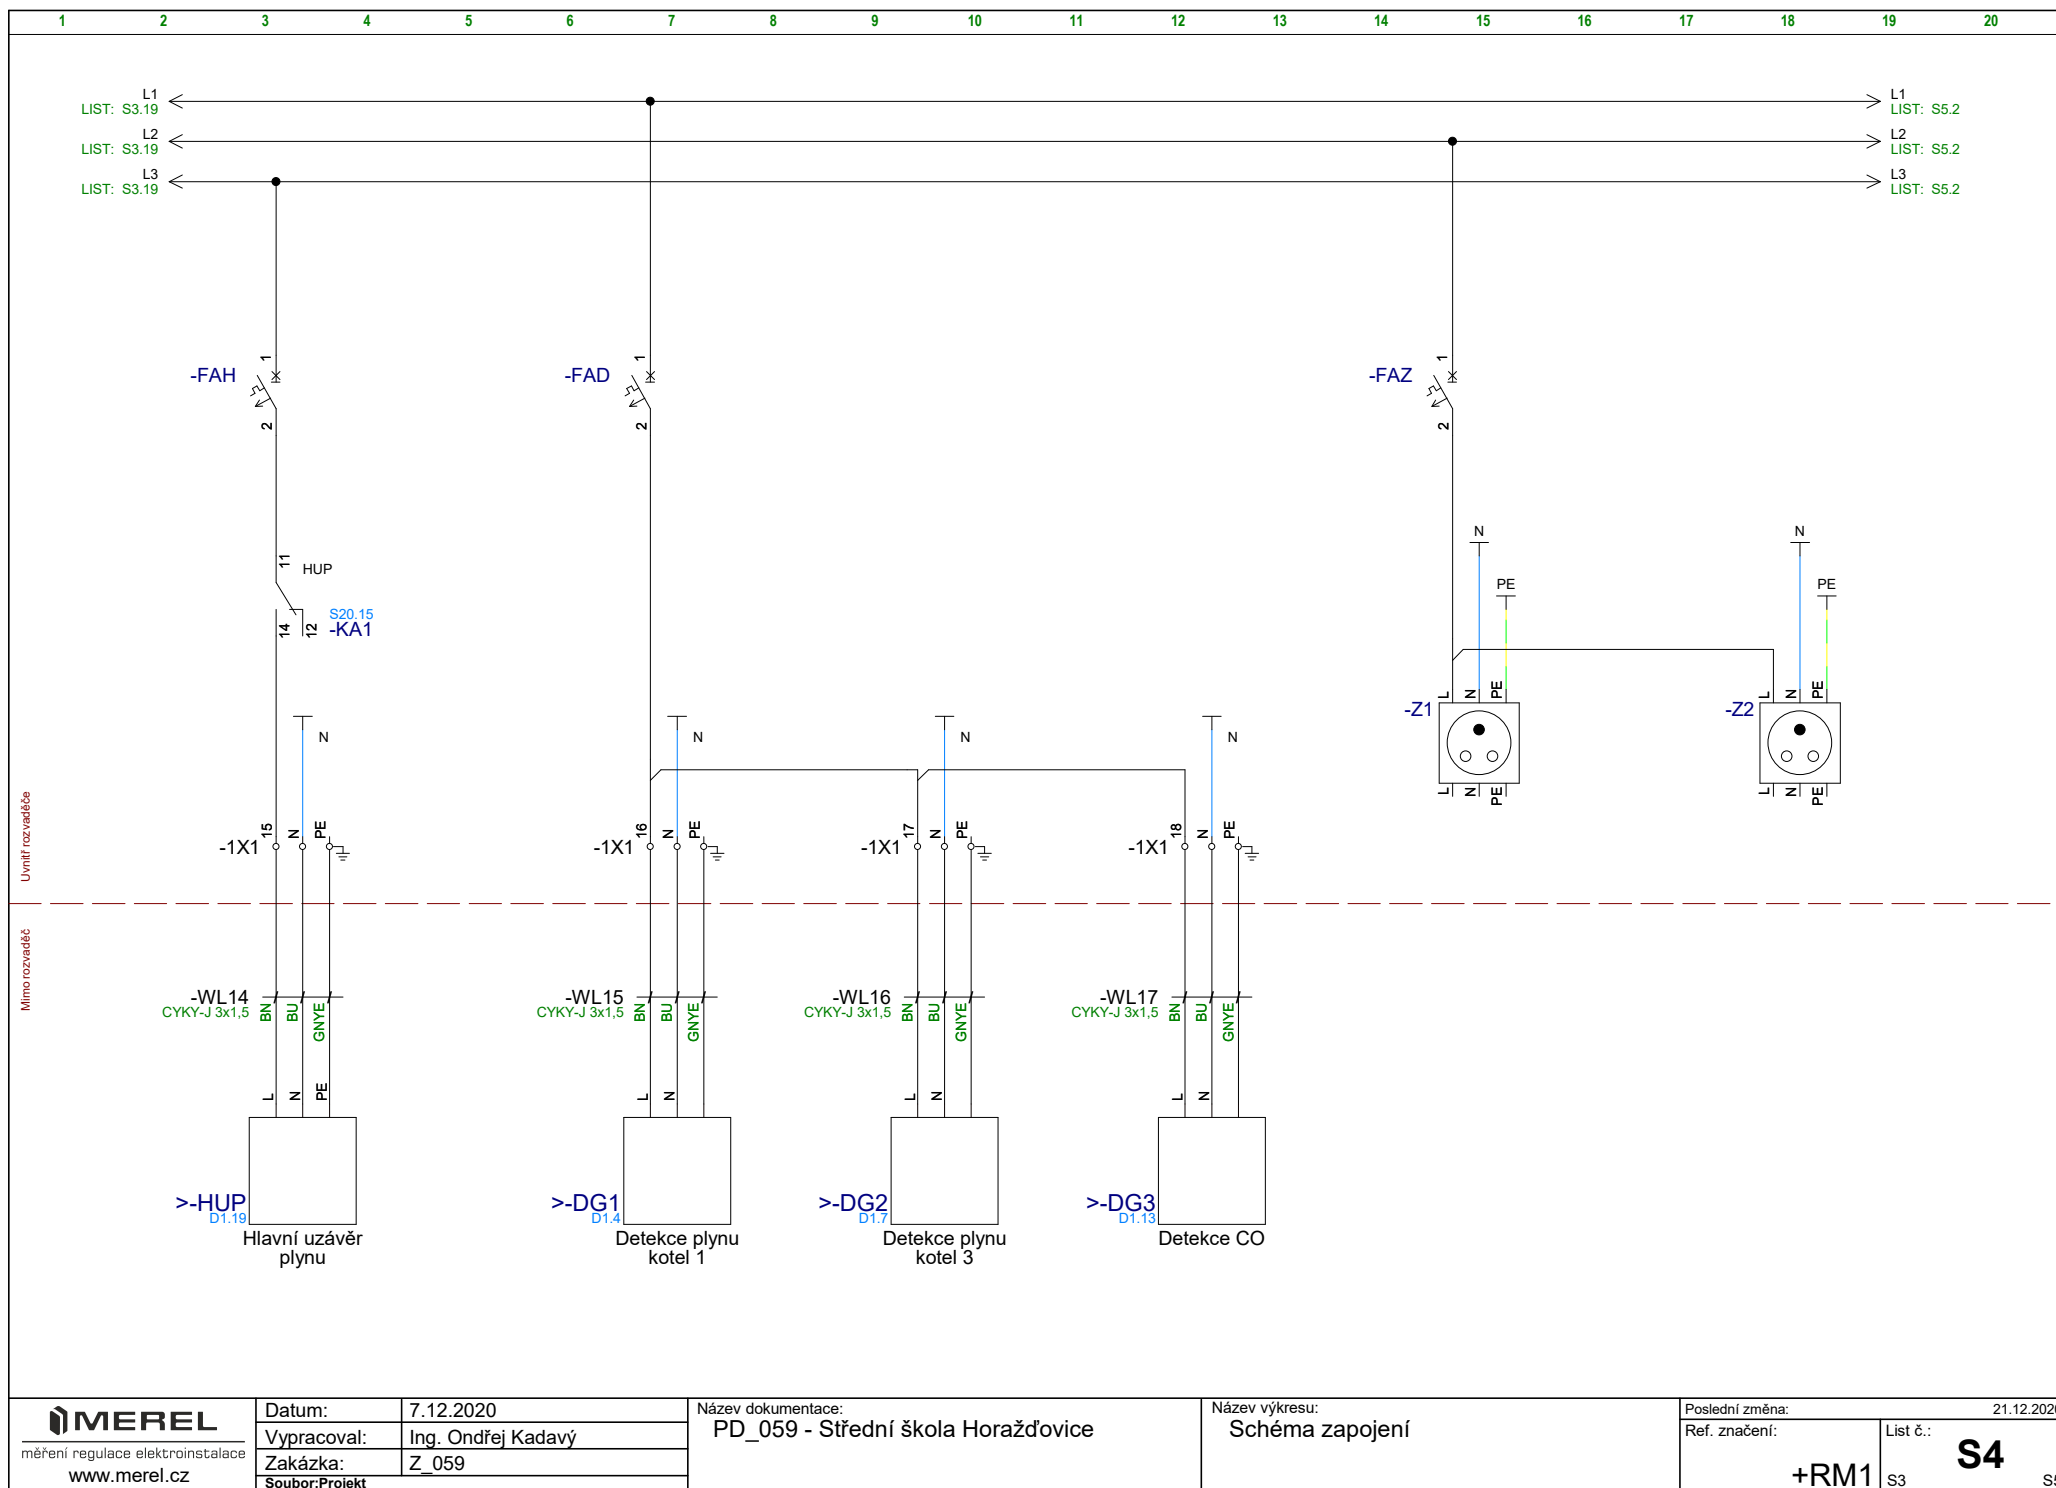 1 2 3 4 5 6 7 8 9 10 11 12 13 14 15 16 17 18 19 20
L1 L1
LIST: S3.19 LIST: S5.2
L2 L2
LIST: S3.19 LIST: S5.2
L3 L3
LIST: S3.19 LIST: S5.2
1 1 1
-FAH -FAD -FAZ
2 2 2
N N
11 HUP
PE PE
S20.15
14 12 -KA1
L N PE L N PE
-Z1 -Z2
N N N N
L N PE L N PE
Uvnitř rozvaděče
15 N PE 16 N PE 17 N PE 18 N PE
-1X1 -1X1 -1X1 -1X1
Mimo rozvaděč
-WL14 -WL15 -WL16 -WL17
CYKY-J 3x1,5 CYKY-J 3x1,5 CYKY-J 3x1,5 CYKY-J 3x1,5
BN BU GNYE BN BU GNYE BN BU GNYE BN BU GNYE
L N PE L N L N L N
>-HUP >-DG1 >-DG2 >-DG3
D1.19 D1.4 D1.7 D1.13
Hlavní uzávěr Detekce plynu Detekce plynu Detekce CO
plynu kotel 1 kotel 3
MEREL
měření regulace elektroinstalace
www.merel.cz
Datum: 7.12.2020
Vypracoval: Ing. Ondřej Kadavý
Zakázka: Z_059
Soubor:Projekt
Název dokumentace:
PD_059 - Střední škola Horažďovice
Název výkresu:
Schéma zapojení
Poslední změna: 21.12.2020
Ref. značení: List č.:
+RM1 S3 S4 S5